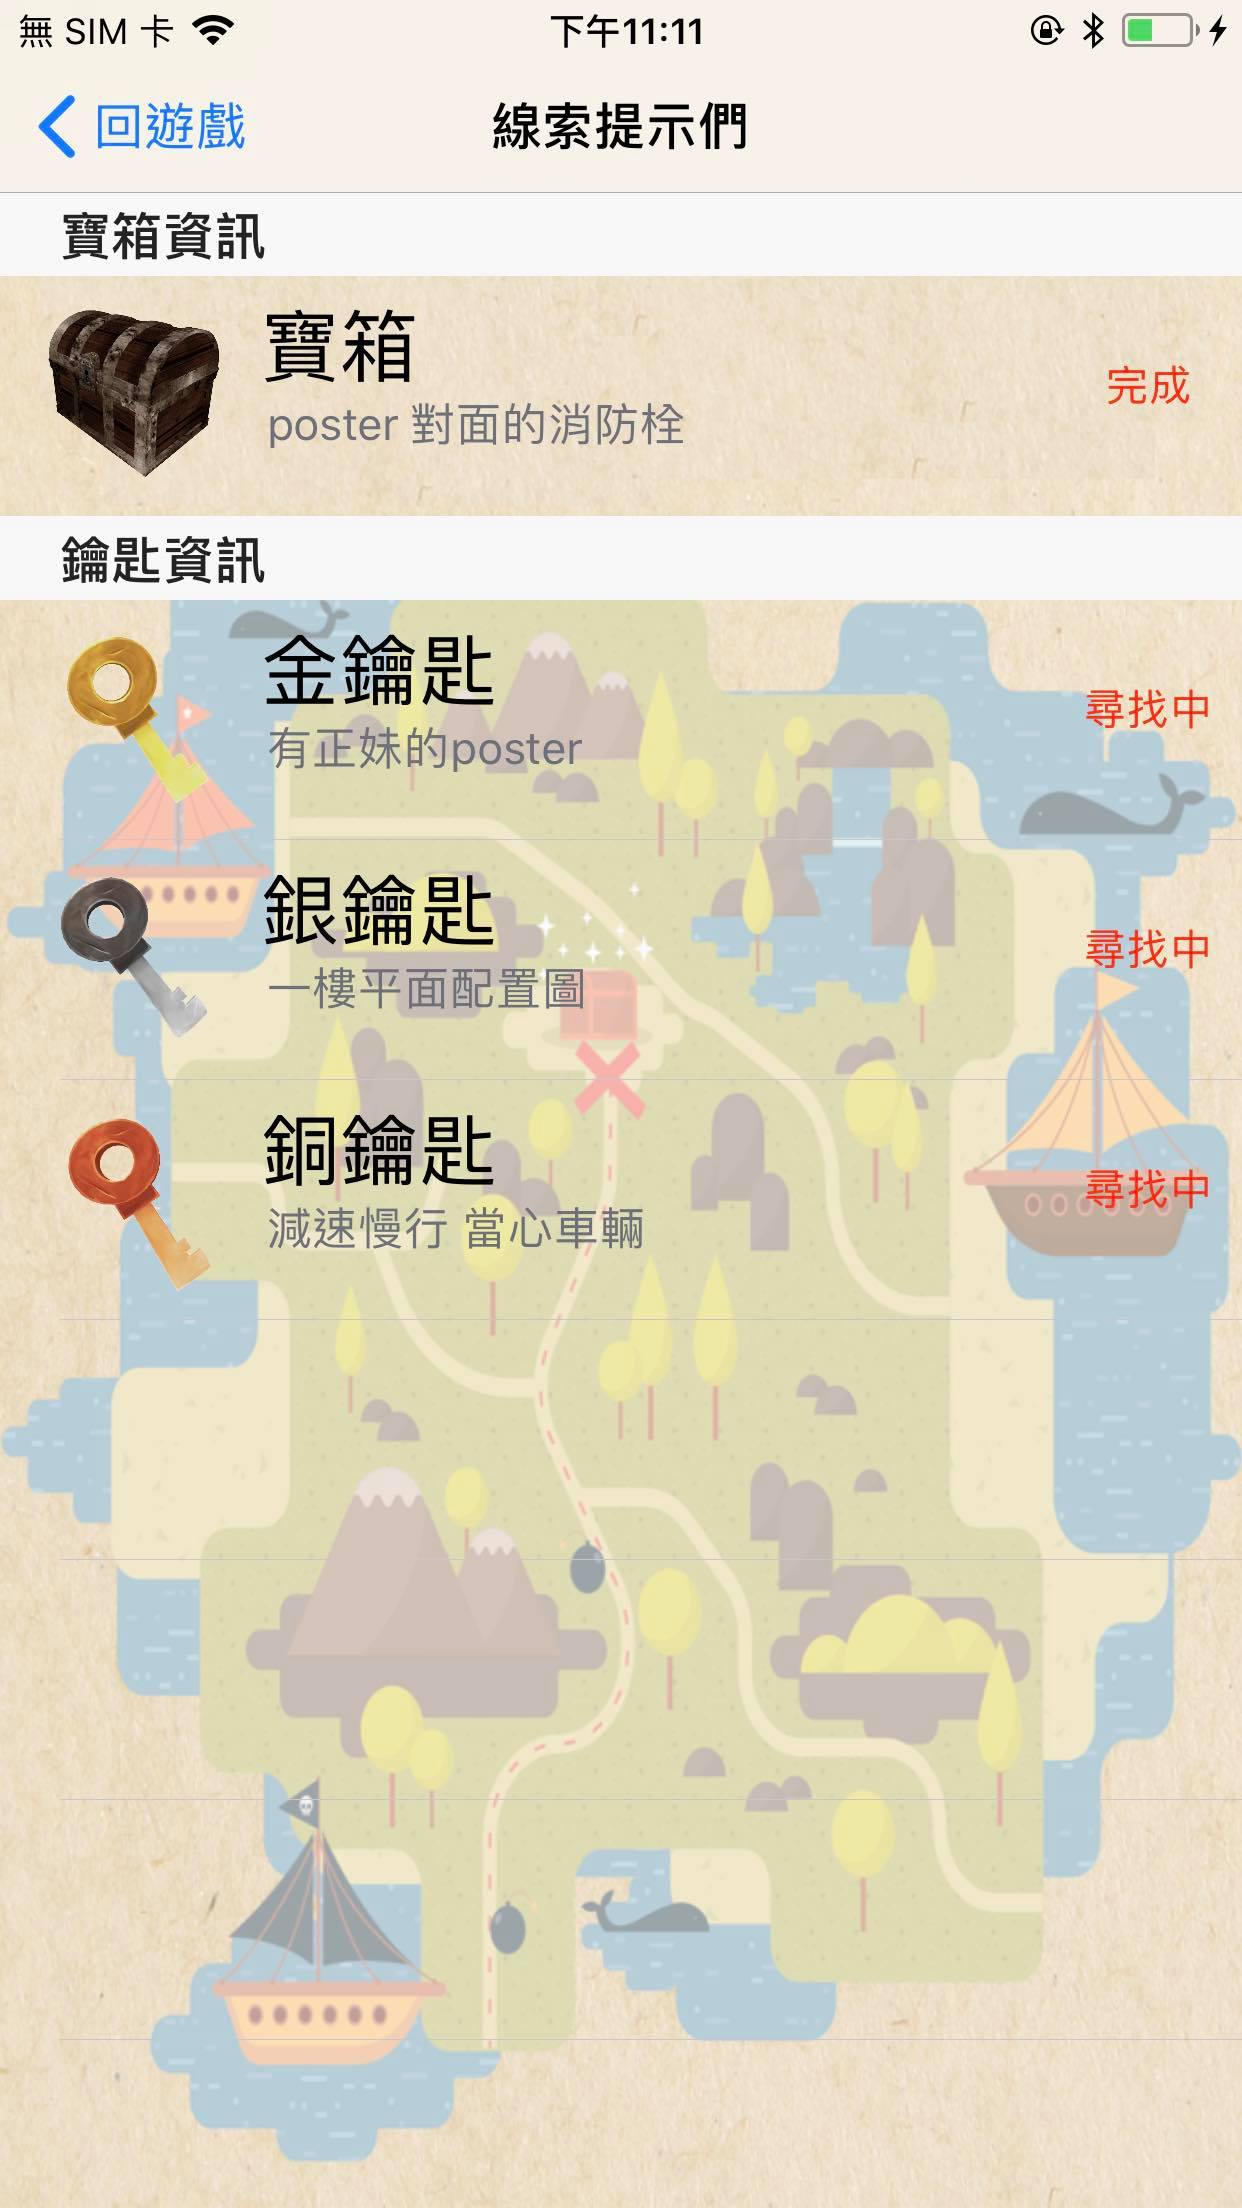 無 SIM 卡
下午11:11
回遊戲
線索提示們
寶箱資訊
寶箱
poster 對面的消防栓
完成
鑰匙資訊
金鑰匙
有正妹的poster
尋找中
銀鑰匙
一樓平面配置圖
尋找中
銅鑰匙
減速慢行 當心車輛
尋找中